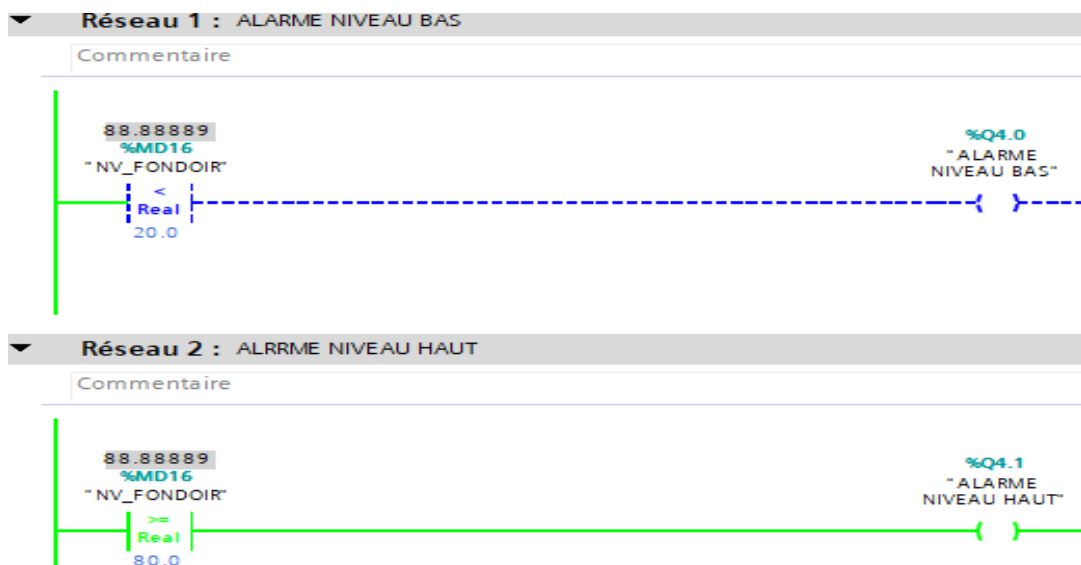 Réseau 1 : ALARME NIVEAU BAS
Commentaire
88.88889
%MD16
"NV_FONDOIR"
<
Real
20.0
%Q4.0
"ALARME
NIVEAU BAS"
Réseau 2 : ALRRME NIVEAU HAUT
Commentaire
88.88889
%MD16
"NV_FONDOIR"
>=
Real
80.0
%Q4.1
"ALARME
NIVEAU HAUT"